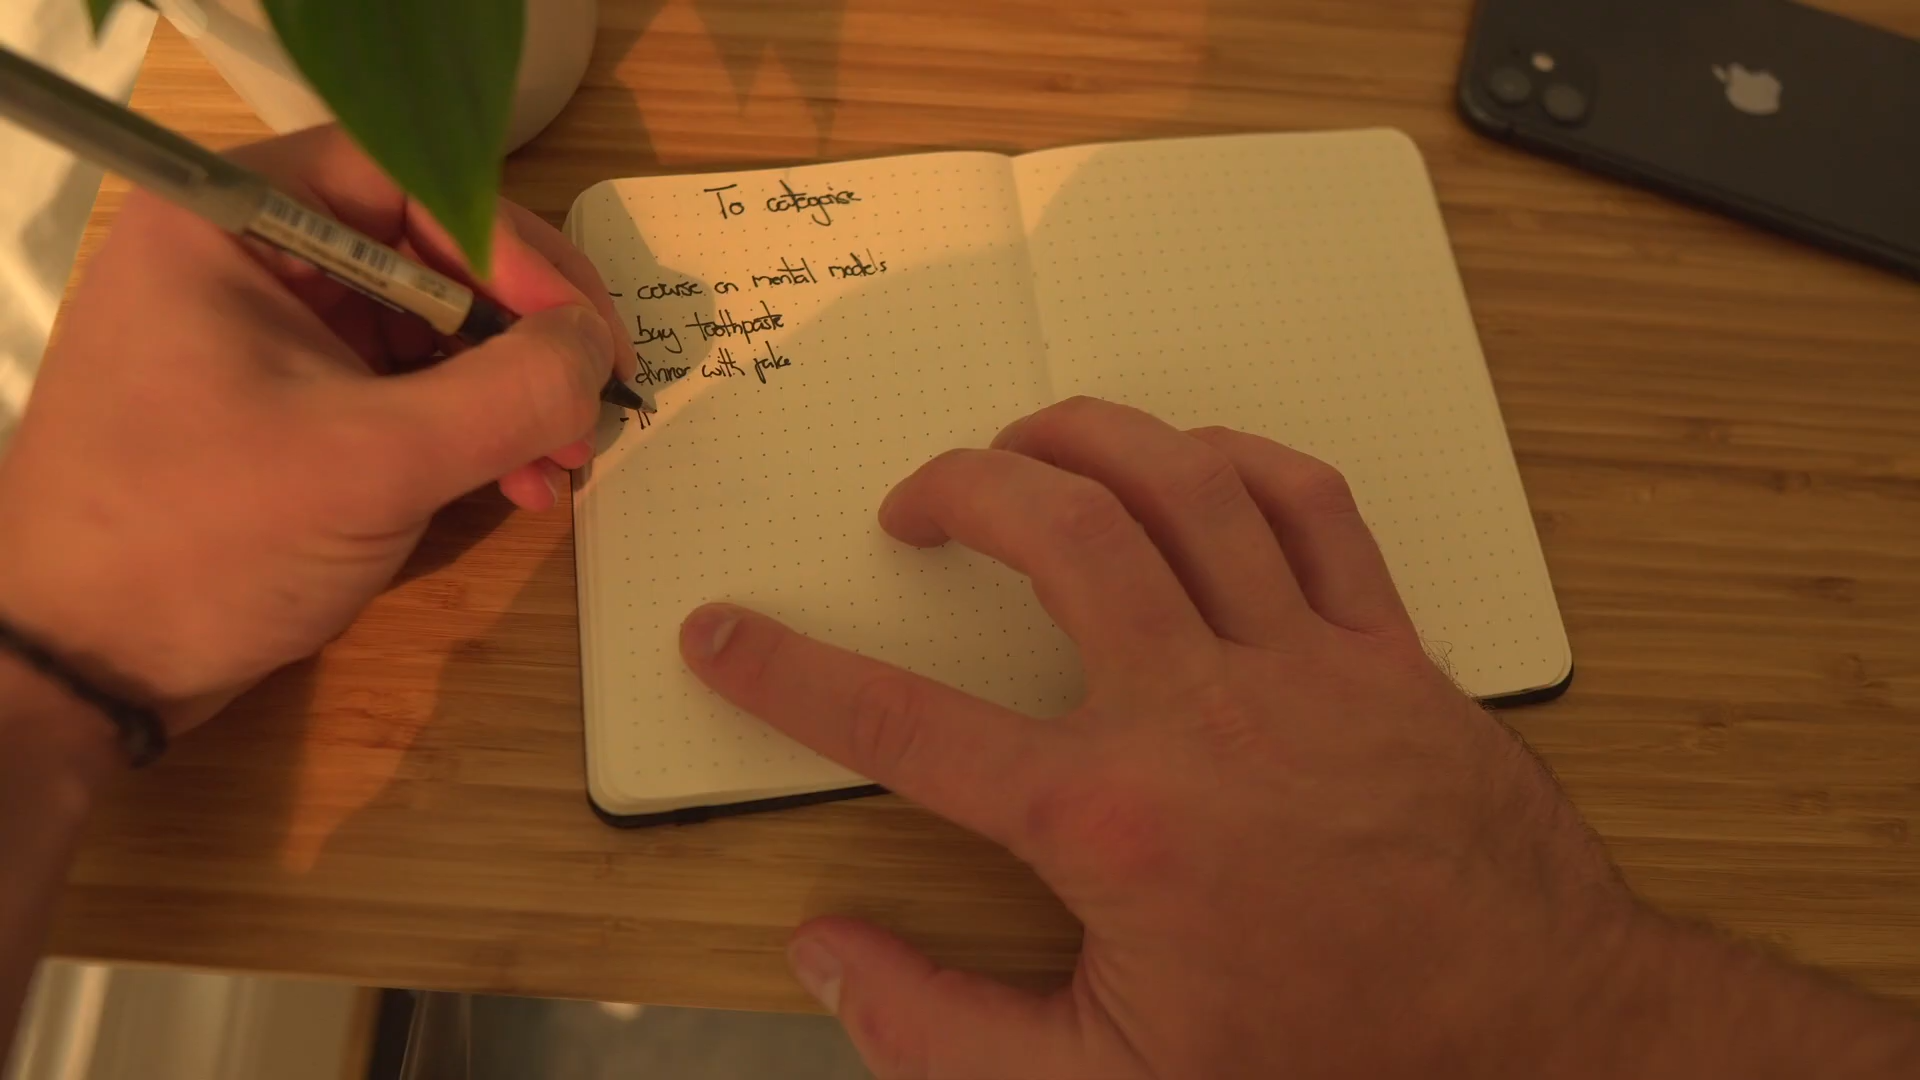 To categorise
- course on mental models
buy toothpaste
dinner with jake
-